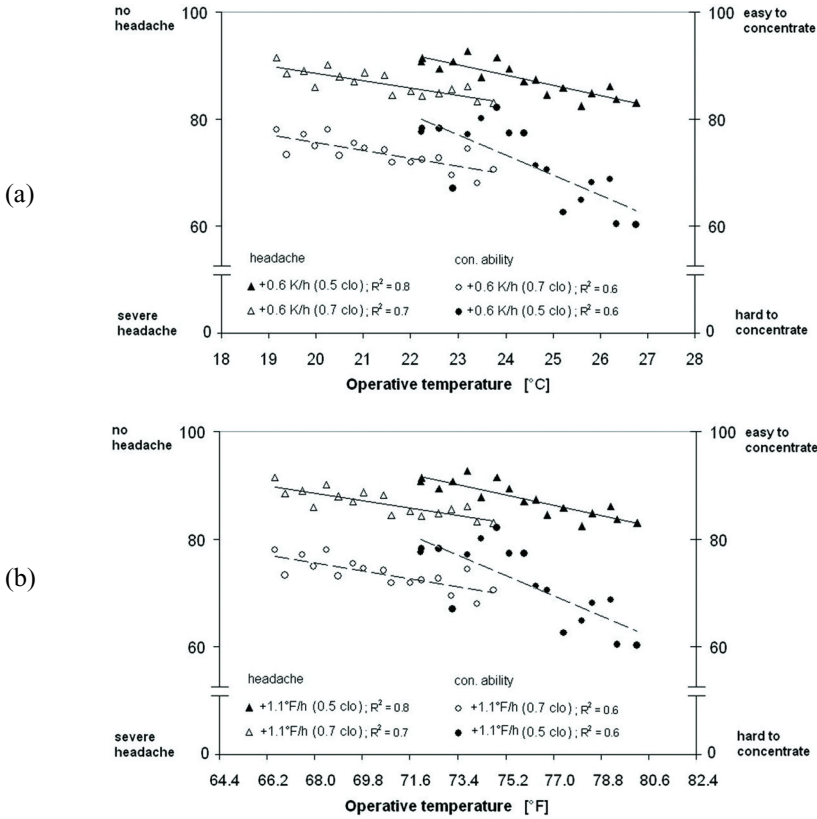 (a)
no headache
100
80
60
0
severe headache
easy to concentrate
100
80
60
0
hard to concentrate
headache
con. ability
▲ +0.6 K/h (0.5 clo); R² = 0.8
○ +0.6 K/h (0.7 clo); R² = 0.6
△ +0.6 K/h (0.7 clo); R² = 0.7
● +0.6 K/h (0.5 clo); R² = 0.6
18 19 20 21 22 23 24 25 26 27 28
Operative temperature [°C]
(b)
no headache
100
80
60
0
severe headache
easy to concentrate
100
80
60
0
hard to concentrate
headache
con. ability
▲ +1.1°F/h (0.5 clo); R² = 0.8
○ +1.1°F/h (0.7 clo); R² = 0.6
△ +1.1°F/h (0.7 clo); R² = 0.7
● +1.1°F/h (0.5 clo); R² = 0.6
64.4 66.2 68.0 69.8 71.6 73.4 75.2 77.0 78.8 80.6 82.4
Operative temperature [°F]